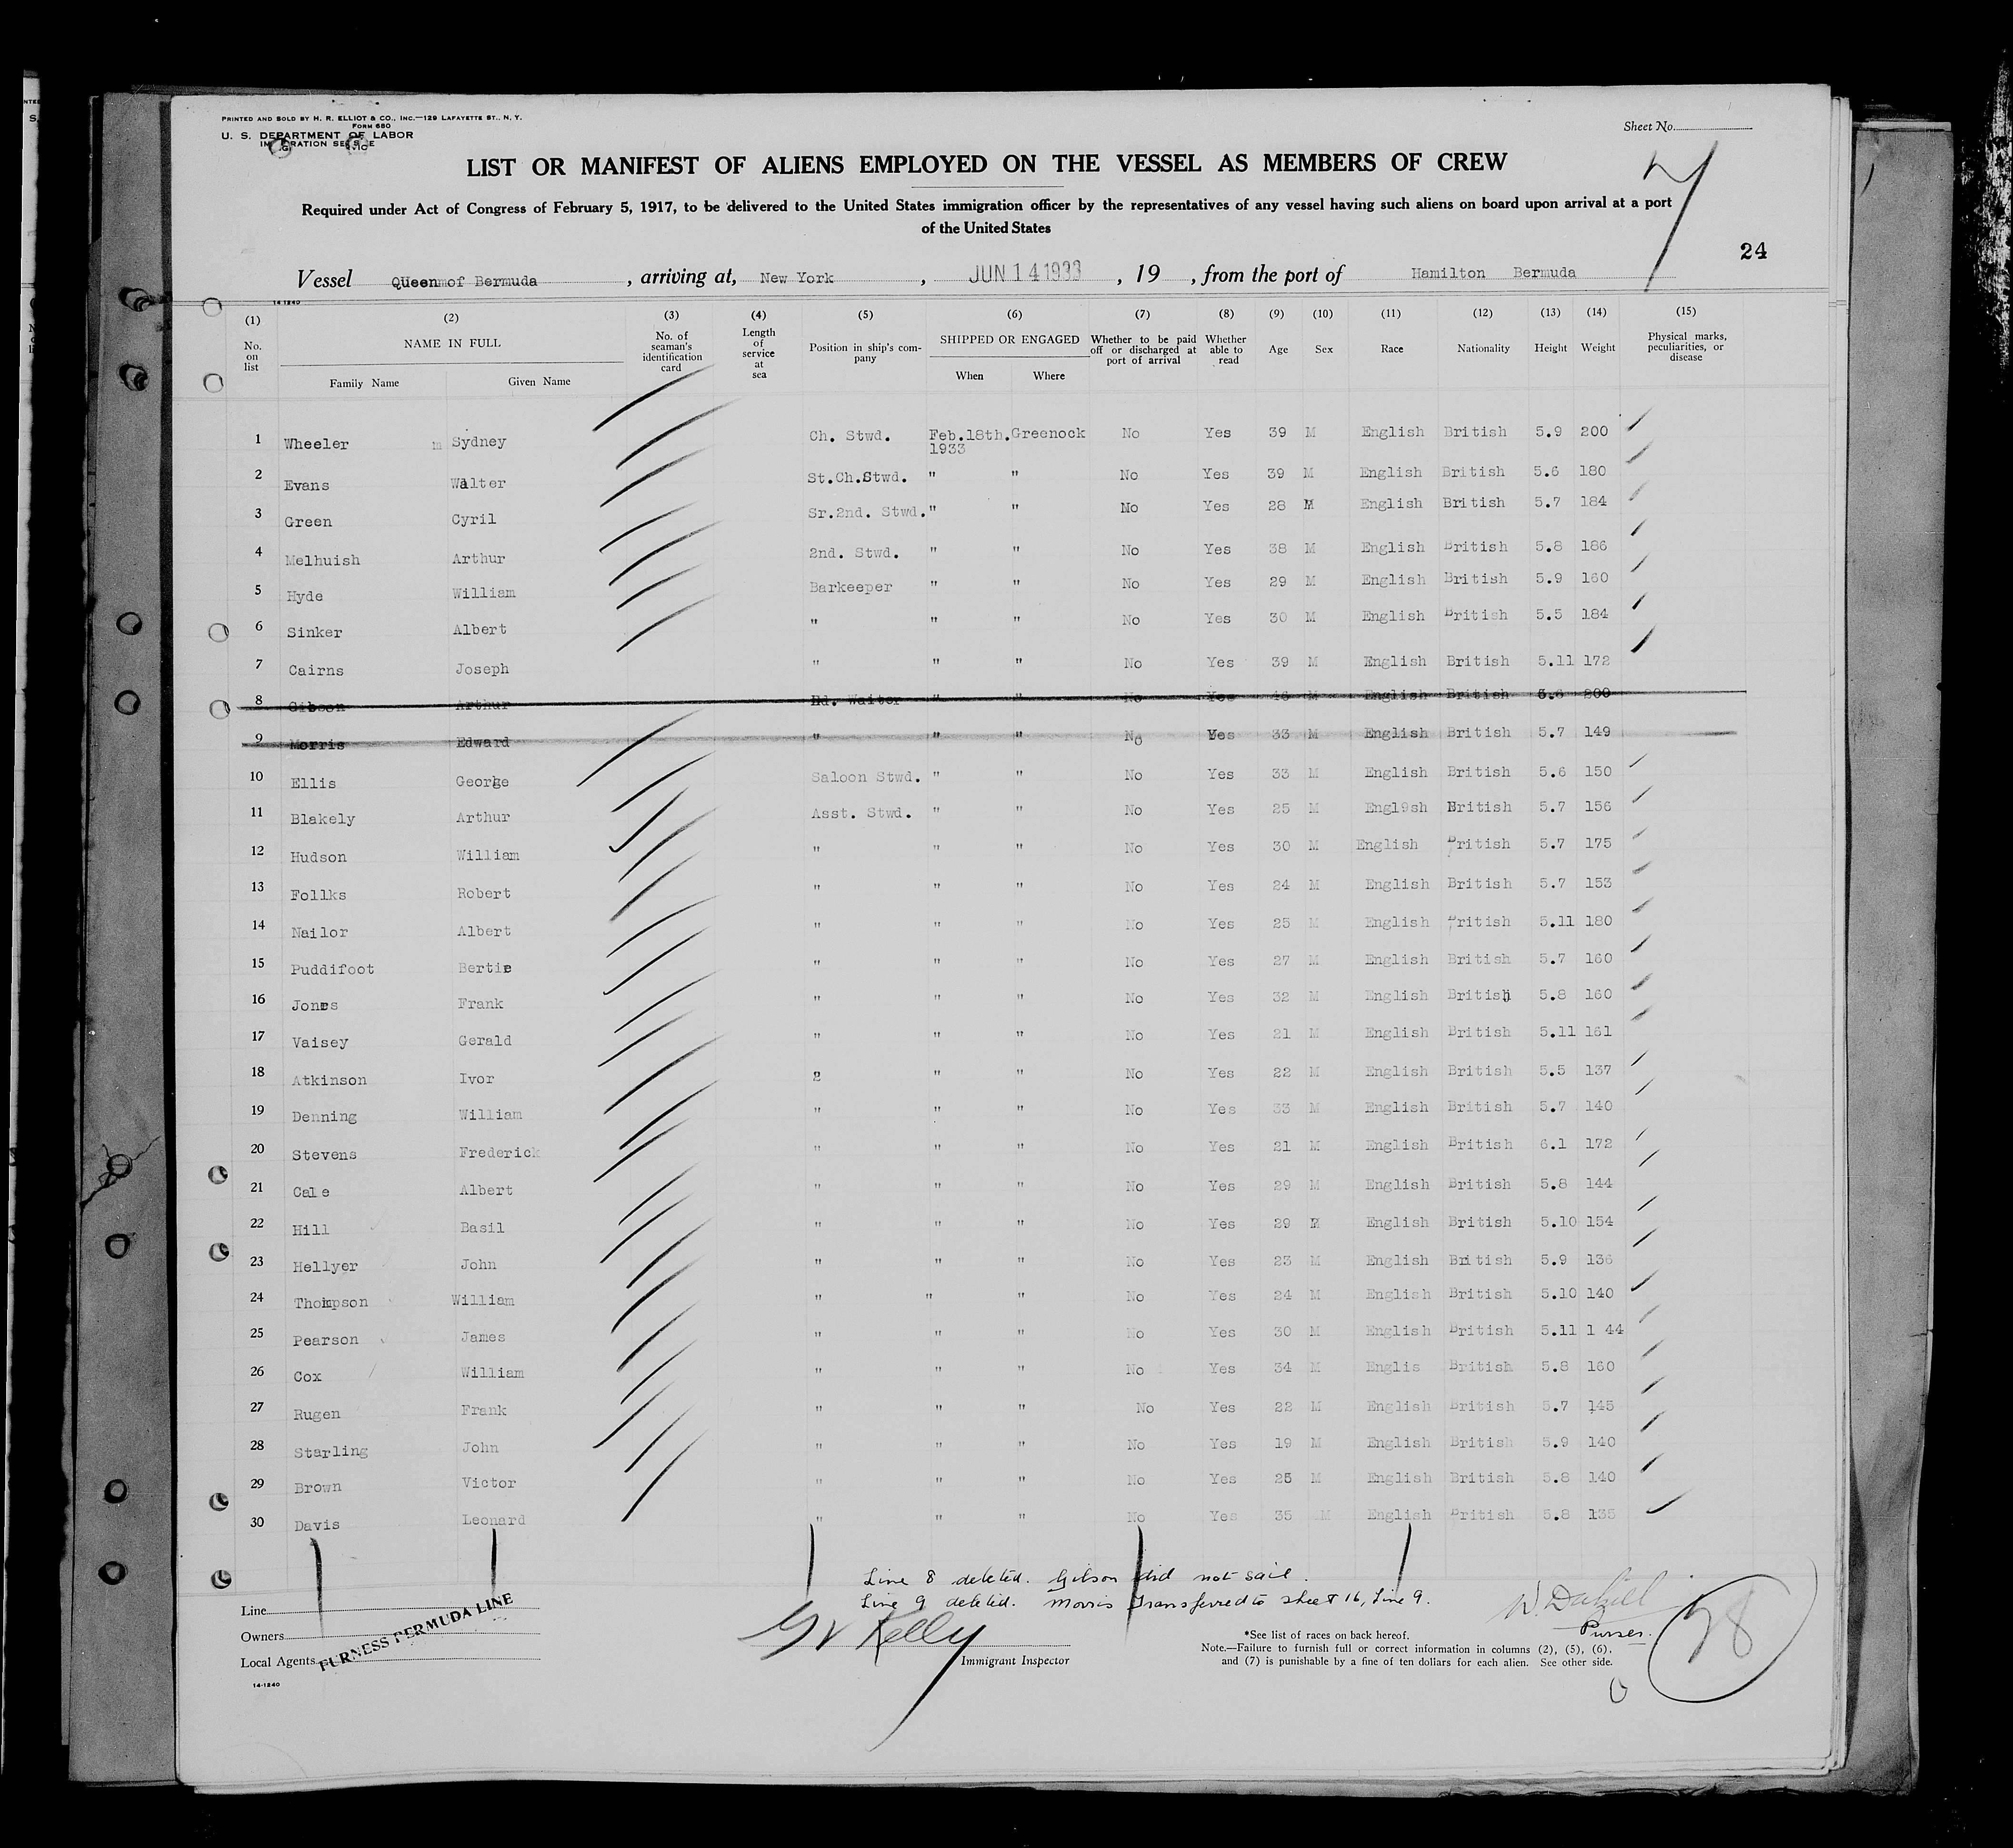 PRINTED AND SOLD BY H. R. ELLIOT & CO., INC.—129 LAFAYETTE ST., N. Y.
FORM 680
U. S. DEPARTMENT OF LABOR
IMMIGRATION SERVICE
Sheet No.
LIST OR MANIFEST OF ALIENS EMPLOYED ON THE VESSEL AS MEMBERS OF CREW
7
Required under Act of Congress of February 5, 1917, to be delivered to the United States immigration officer by the representatives of any vessel having such aliens on board upon arrival at a port
of the United States
24
Vessel Queenmof Bermuda , arriving at, New York , JUN 14 1933 , 19 , from the port of Hamilton Bermuda
14-1240
(1) (2) (3) (4) (5) (6) (7) (8) (9) (10) (11) (12) (13) (14) (15)
No. on list NAME IN FULL Family Name Given Name No. of seaman's identification card Length of service at sea Position in ship's company SHIPPED OR ENGAGED When Where Whether to be paid off or discharged at port of arrival Whether able to read Age Sex Race Nationality Height Weight Physical marks, peculiarities, or disease
1 Wheeler m Sydney Ch. Stwd. Feb.18th. 1933 Greenock No Yes 39 M English British 5.9 200
2 Evans Walter St.Ch.Stwd. " " No Yes 39 M English British 5.6 180
3 Green Cyril Sr.2nd. Stwd. " " No Yes 28 M English British 5.7 184
4 Melhuish Arthur 2nd. Stwd. " " No Yes 38 M English British 5.8 186
5 Hyde William Barkeeper " " No Yes 29 M English British 5.9 160
6 Sinker Albert " " " No Yes 30 M English British 5.5 184
7 Cairns Joseph " " " No Yes 39 M English British 5.11 172
8 Gibson Arthur Hd. Waiter " " No Yes M English British 200
9 Morris Edward " " " No Yes 33 M English British 5.7 149
10 Ellis George Saloon Stwd. " " No Yes 33 M English British 5.6 150
11 Blakely Arthur Asst. Stwd. " " No Yes 25 M Engl9sh British 5.7 156
12 Hudson William " " " No Yes 30 M English British 5.7 175
13 Follks Robert " " " No Yes 24 M English British 5.7 153
14 Nailor Albert " " " No Yes 25 M English British 5.11 180
15 Puddifoot Bertie " " " No Yes 27 M English British 5.7 160
16 Jones Frank " " " No Yes 32 M English British 5.8 160
17 Vaisey Gerald " " " No Yes 21 M English British 5.11 161
18 Atkinson Ivor 2 " " No Yes 22 M English British 5.5 137
19 Denning William " " " No Yes 33 M English British 5.7 140
20 Stevens Frederick " " " No Yes 21 M English British 6.1 172
21 Cale Albert " " " No Yes 29 M English British 5.8 144
22 Hill Basil " " " No Yes 29 M English British 5.10 154
23 Hellyer John " " " No Yes 23 M English British 5.9 136
24 Thompson William " " " No Yes 24 M English British 5.10 140
25 Pearson James " " " No Yes 30 M English British 5.11 1 44
26 Cox William " " " No Yes 34 M Englis British 5.8 160
27 Rugen Frank " " " No Yes 22 M English British 5.7 145
28 Starling John " " " No Yes 19 M English British 5.9 140
29 Brown Victor " " " No Yes 25 M English British 5.8 140
30 Davis Leonard " " " No Yes 35 M English British 5.8 135
Line 8 deleted. Gibson did not sail.
Line 9 deleted. Morris transferred to sheet 16, Line 9.
Line
Owners
Local Agents
FURNESS BERMUDA LINE
14-1240
G V Kelly
Immigrant Inspector
Purser.
*See list of races on back hereof.
Note.—Failure to furnish full or correct information in columns (2), (5), (6).
and (7) is punishable by a fine of ten dollars for each alien. See other side.
28